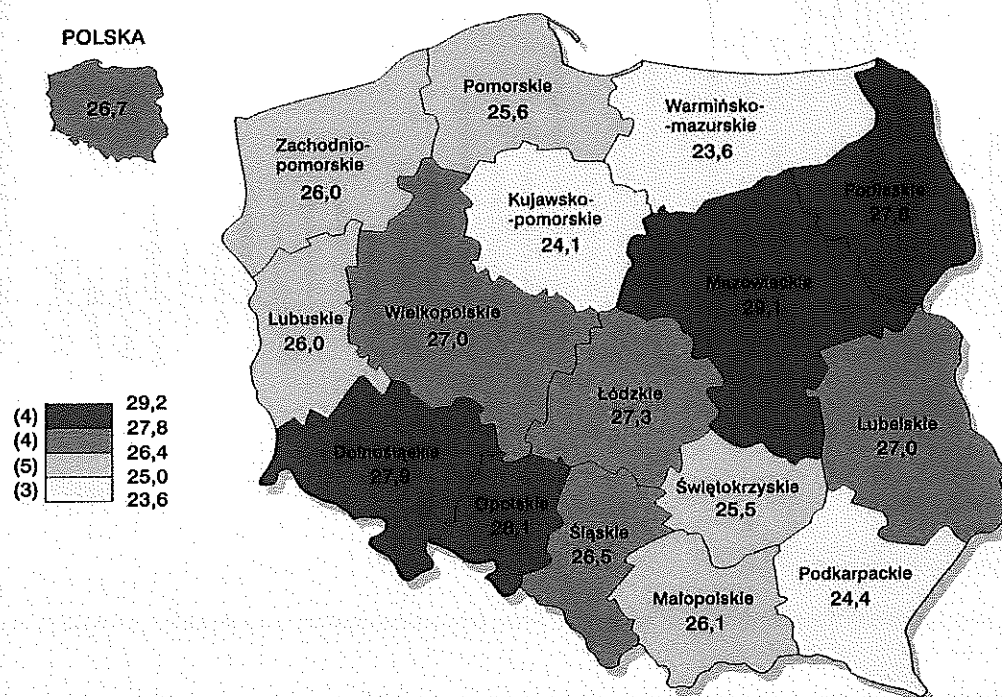 POLSKA
26,7
Pomorskie
25,6
Warmińsko-
-mazurskie
23,6
Zachodnio-
pomorskie
26,0
Kujawsko-
-pomorskie
24,1
Podlaskie
27,8
Mazowieckie
29,1
Lubuskie
26,0
Wielkopolskie
27,0
Łódzkie
27,3
Lubelskie
27,0
Dolnośląskie
27,9
Opolskie
28,1
Śląskie
26,5
Świętokrzyskie
25,5
Małopolskie
26,1
Podkarpackie
24,4
29,2
(4)
27,8
(4)
26,4
(5)
25,0
(3)
23,6